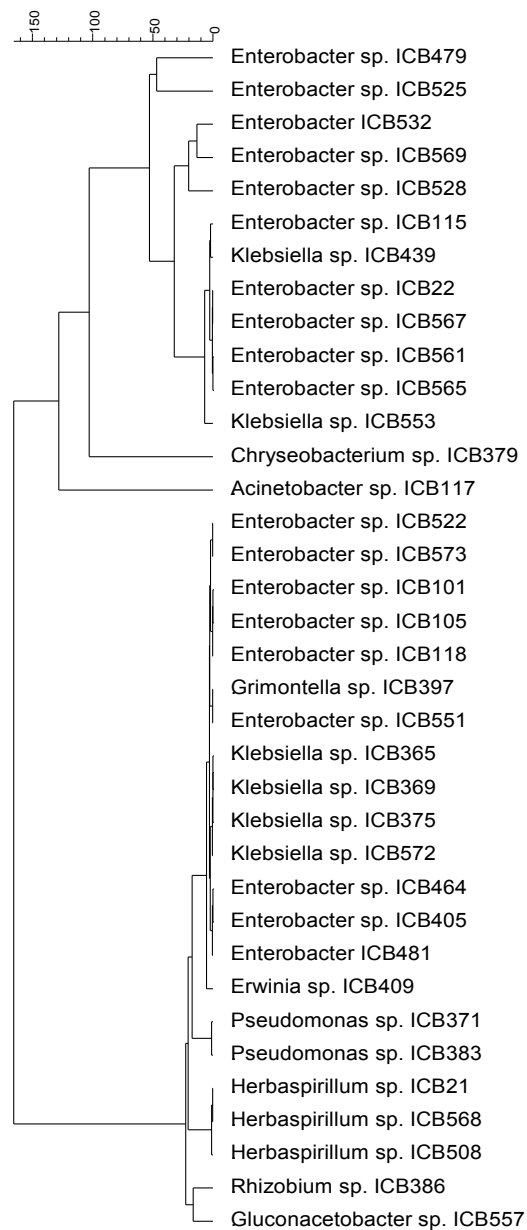 150
100
50
0
Enterobacter sp. ICB479
Enterobacter sp. ICB525
Enterobacter ICB532
Enterobacter sp. ICB569
Enterobacter sp. ICB528
Enterobacter sp. ICB115
Klebsiella sp. ICB439
Enterobacter sp. ICB22
Enterobacter sp. ICB567
Enterobacter sp. ICB561
Enterobacter sp. ICB565
Klebsiella sp. ICB553
Chryseobacterium sp. ICB379
Acinetobacter sp. ICB117
Enterobacter sp. ICB522
Enterobacter sp. ICB573
Enterobacter sp. ICB101
Enterobacter sp. ICB105
Enterobacter sp. ICB118
Grimontella sp. ICB397
Enterobacter sp. ICB551
Klebsiella sp. ICB365
Klebsiella sp. ICB369
Klebsiella sp. ICB375
Klebsiella sp. ICB572
Enterobacter sp. ICB464
Enterobacter sp. ICB405
Enterobacter ICB481
Erwinia sp. ICB409
Pseudomonas sp. ICB371
Pseudomonas sp. ICB383
Herbaspirillum sp. ICB21
Herbaspirillum sp. ICB568
Herbaspirillum sp. ICB508
Rhizobium sp. ICB386
Gluconacetobacter sp. ICB557